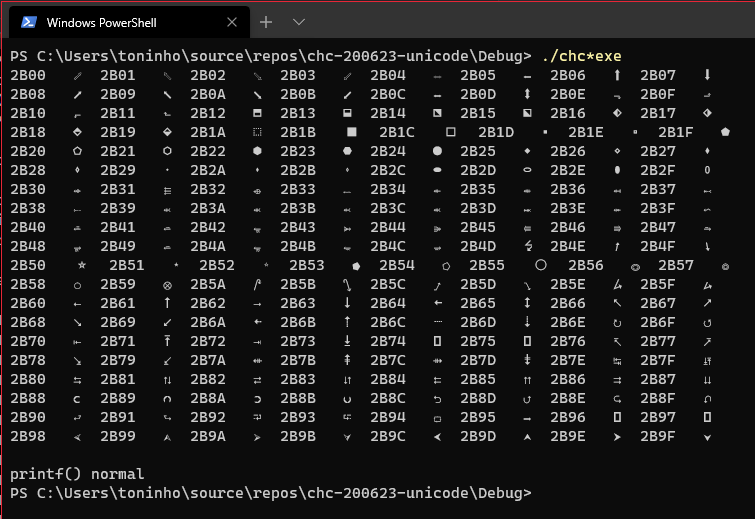 Windows PowerShell
PS C:\Users\toninho\source\repos\chc-200623-unicode\Debug> ./chc*exe
2B00 ⬀ 2B01 ⬁ 2B02 ⬂ 2B03 ⬃ 2B04 ⬄ 2B05 ⬅ 2B06 ⬆ 2B07 ⬇
2B08 ⬈ 2B09 ⬉ 2B0A ⬊ 2B0B ⬋ 2B0C ⬌ 2B0D ⬍ 2B0E ⬎ 2B0F ⬏
2B10 ⬐ 2B11 ⬑ 2B12 ⬒ 2B13 ⬓ 2B14 ⬔ 2B15 ⬕ 2B16 ⬖ 2B17 ⬗
2B18 ⬘ 2B19 ⬙ 2B1A ⬚ 2B1B ⬛ 2B1C ⬜ 2B1D ⬝ 2B1E ⬞ 2B1F ⬟
2B20 ⬠ 2B21 ⬡ 2B22 ⬢ 2B23 ⬣ 2B24 ⬤ 2B25 ⬥ 2B26 ⬦ 2B27 ⬧
2B28 ⬨ 2B29 ⬩ 2B2A ⬪ 2B2B ⬫ 2B2C ⬬ 2B2D ⬭ 2B2E ⬮ 2B2F ⬯
2B30 ⬰ 2B31 ⬱ 2B32 ⬲ 2B33 ⬳ 2B34 ⬴ 2B35 ⬵ 2B36 ⬶ 2B37 ⬷
2B38 ⬸ 2B39 ⬹ 2B3A ⬺ 2B3B ⬻ 2B3C ⬼ 2B3D ⬽ 2B3E ⬾ 2B3F ⬿
2B40 ⭀ 2B41 ⭁ 2B42 ⭂ 2B43 ⭃ 2B44 ⭄ 2B45 ⭅ 2B46 ⭆ 2B47 ⭇
2B48 ⭈ 2B49 ⭉ 2B4A ⭊ 2B4B ⭋ 2B4C ⭌ 2B4D ⭍ 2B4E ⭎ 2B4F ⭏
2B50 ⭐ 2B51 ⭑ 2B52 ⭒ 2B53 ⭓ 2B54 ⭔ 2B55 ⭕ 2B56 ⭖ 2B57 ⭗
2B58 ⭘ 2B59 ⭙ 2B5A ⭚ 2B5B ⭛ 2B5C ⭜ 2B5D ⭝ 2B5E ⭞ 2B5F ⭟
2B60 ⭠ 2B61 ⭡ 2B62 ⭢ 2B63 ⭣ 2B64 ⭤ 2B65 ⭥ 2B66 ⭦ 2B67 ⭧
2B68 ⭨ 2B69 ⭩ 2B6A ⭪ 2B6B ⭫ 2B6C ⭬ 2B6D ⭭ 2B6E ⭮ 2B6F ⭯
2B70 ⭰ 2B71 ⭱ 2B72 ⭲ 2B73 ⭳ 2B74 ▯ 2B75 ▯ 2B76 ⭶ 2B77 ⭷
2B78 ⭸ 2B79 ⭹ 2B7A ⭺ 2B7B ⭻ 2B7C ⭼ 2B7D ⭽ 2B7E ⭾ 2B7F ⭿
2B80 ⮀ 2B81 ⮁ 2B82 ⮂ 2B83 ⮃ 2B84 ⮄ 2B85 ⮅ 2B86 ⮆ 2B87 ⮇
2B88 ⮈ 2B89 ⮉ 2B8A ⮊ 2B8B ⮋ 2B8C ⮌ 2B8D ⮍ 2B8E ⮎ 2B8F ⮏
2B90 ⮐ 2B91 ⮑ 2B92 ⮒ 2B93 ⮓ 2B94 ⮔ 2B95 ⮕ 2B96 ▯ 2B97 ▯
2B98 ⮘ 2B99 ⮙ 2B9A ⮚ 2B9B ⮛ 2B9C ⮜ 2B9D ⮝ 2B9E ⮞ 2B9F ⮟
printf() normal
PS C:\Users\toninho\source\repos\chc-200623-unicode\Debug>